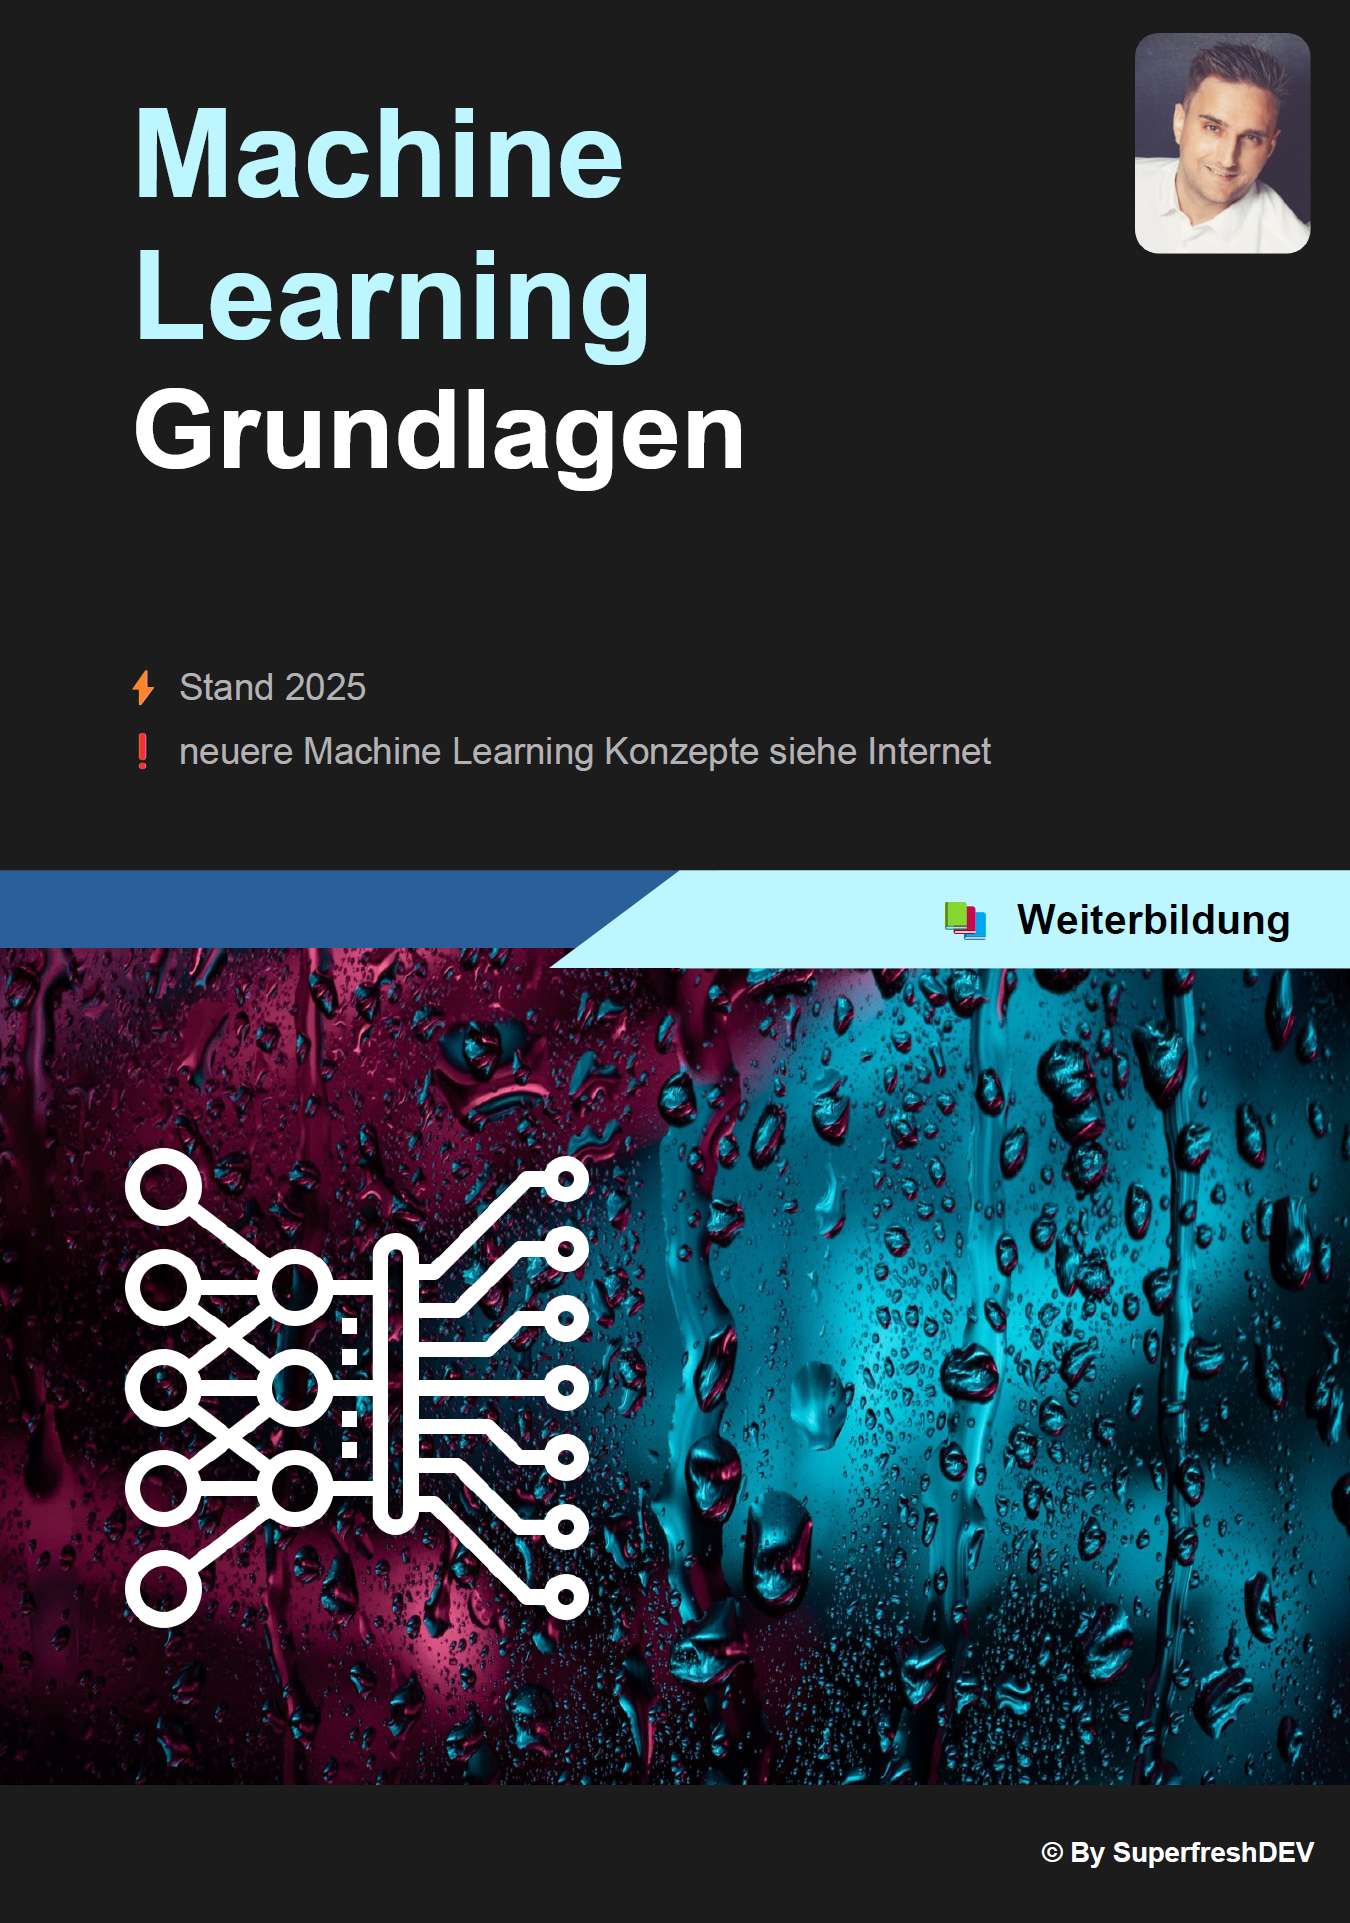 Machine
Learning
Grundlagen
⚡ Stand 2025
❗ neuere Machine Learning Konzepte siehe Internet
📚 Weiterbildung
© By SuperfreshDEV